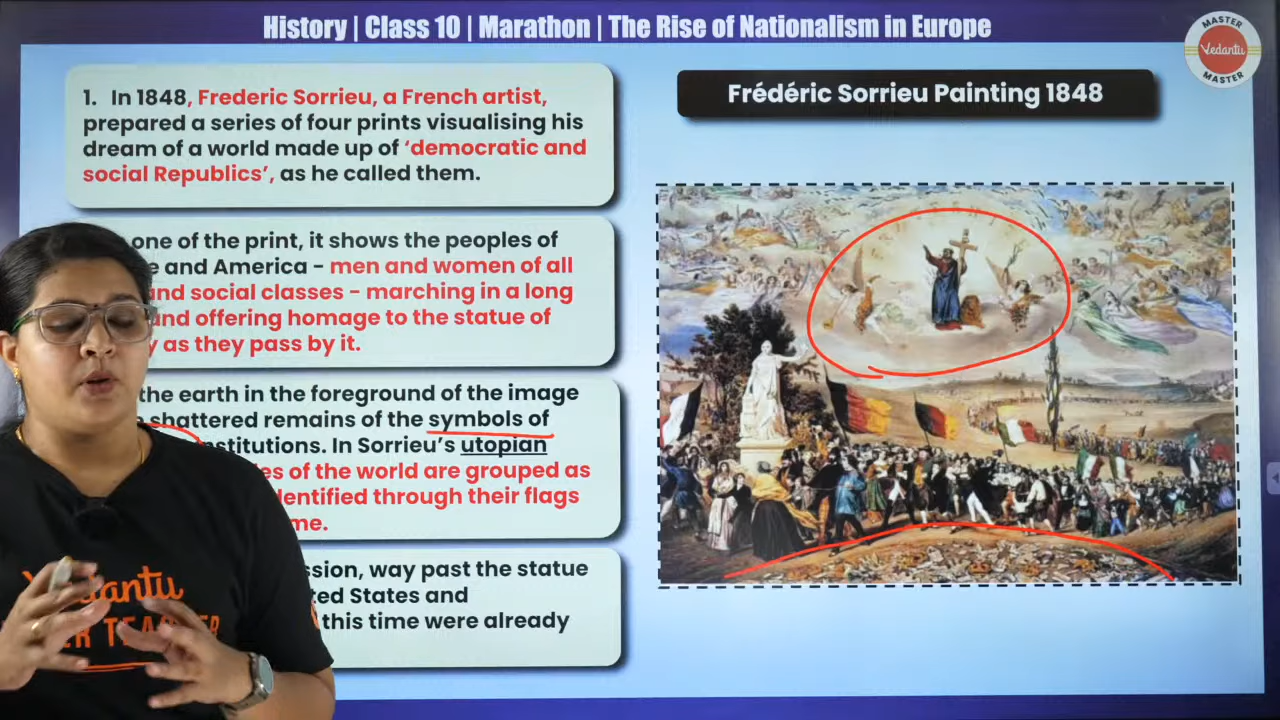 History | Class 10 | Marathon | The Rise of Nationalism in Europe
MASTER
Vedantu
MASTER
1. In 1848, Frederic Sorrieu, a French artist,
prepared a series of four prints visualising his
dream of a world made up of ‘democratic and
social Republics’, as he called them.
one of the print, it shows the peoples of
and America – men and women of all
and social classes – marching in a long
and offering homage to the statue of
as they pass by it.
the earth in the foreground of the image
shattered remains of the symbols of
institutions. In Sorrieu’s utopian
of the world are grouped as
identified through their flags
way past the statue
States and
this time were already
Frédéric Sorrieu Painting 1848
Vedantu
TEACHER